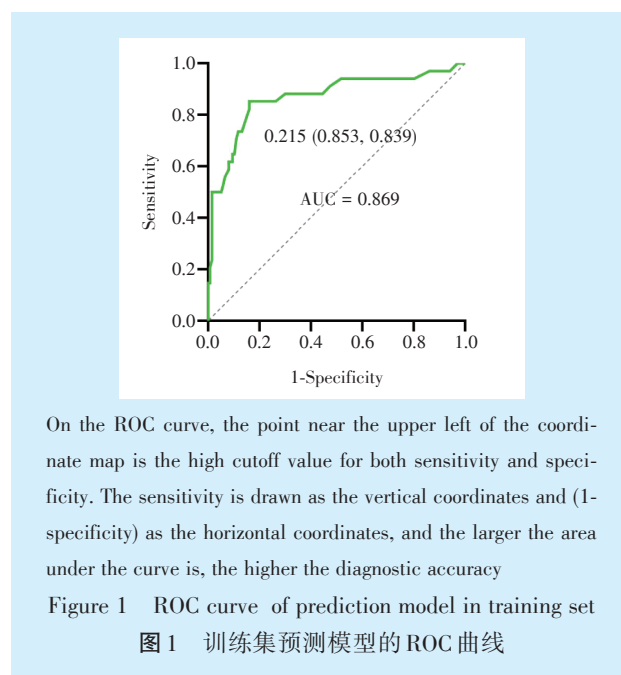 1.0
0.8
0.6
0.4
0.2
0.0
Sensitivity
0.215 (0.853, 0.839)
AUC = 0.869
0.0 0.2 0.4 0.6 0.8 1.0
1-Specificity
On the ROC curve, the point near the upper left of the coordi-
nate map is the high cutoff value for both sensitivity and speci-
ficity. The sensitivity is drawn as the vertical coordinates and (1-
specificity) as the horizontal coordinates, and the larger the area
under the curve is, the higher the diagnostic accuracy
Figure 1 ROC curve of prediction model in training set
图1 训练集预测模型的ROC曲线